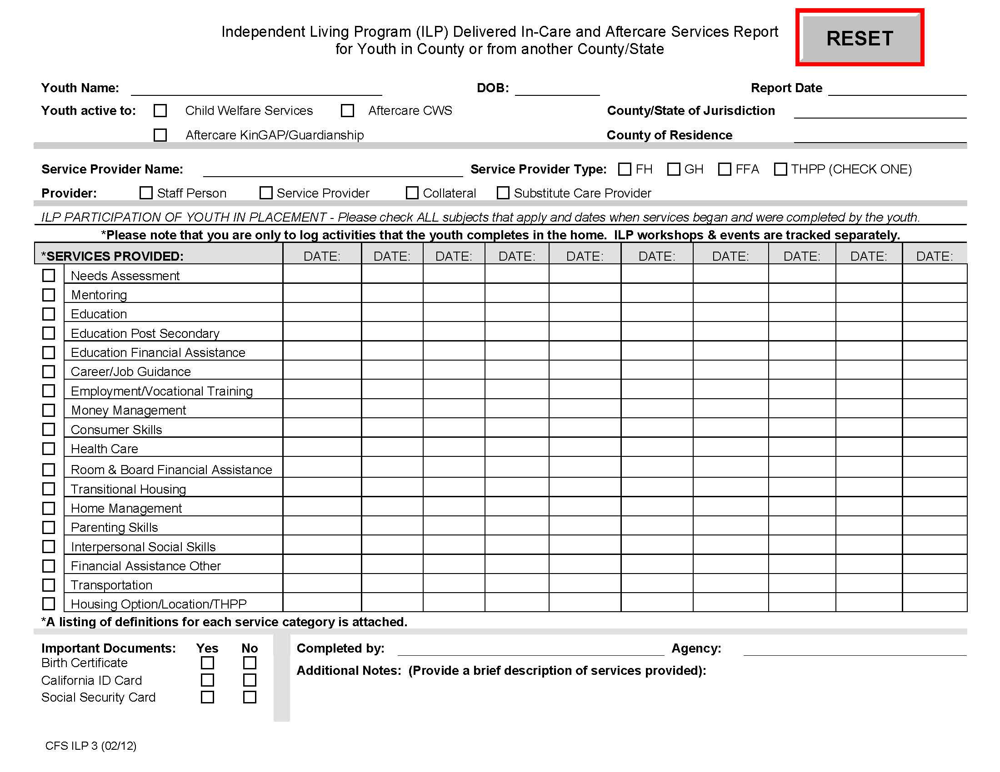 Independent Living Program (ILP) Delivered In-Care and Aftercare Services Report
for Youth in County or from another County/State
RESET
Youth Name: DOB: Report Date
Youth active to: Child Welfare Services Aftercare CWS County/State of Jurisdiction
Aftercare KinGAP/Guardianship County of Residence
Service Provider Name: Service Provider Type: FH GH FFA THPP (CHECK ONE)
Provider: Staff Person Service Provider Collateral Substitute Care Provider
ILP PARTICIPATION OF YOUTH IN PLACEMENT - Please check ALL subjects that apply and dates when services began and were completed by the youth.
*Please note that you are only to log activities that the youth completes in the home. ILP workshops & events are tracked separately.
*SERVICES PROVIDED: DATE: DATE: DATE: DATE: DATE: DATE: DATE: DATE: DATE: DATE:
Needs Assessment
Mentoring
Education
Education Post Secondary
Education Financial Assistance
Career/Job Guidance
Employment/Vocational Training
Money Management
Consumer Skills
Health Care
Room & Board Financial Assistance
Transitional Housing
Home Management
Parenting Skills
Interpersonal Social Skills
Financial Assistance Other
Transportation
Housing Option/Location/THPP
*A listing of definitions for each service category is attached.
Important Documents: Yes No Completed by: Agency:
Birth Certificate
Additional Notes: (Provide a brief description of services provided):
California ID Card
Social Security Card
CFS ILP 3 (02/12)